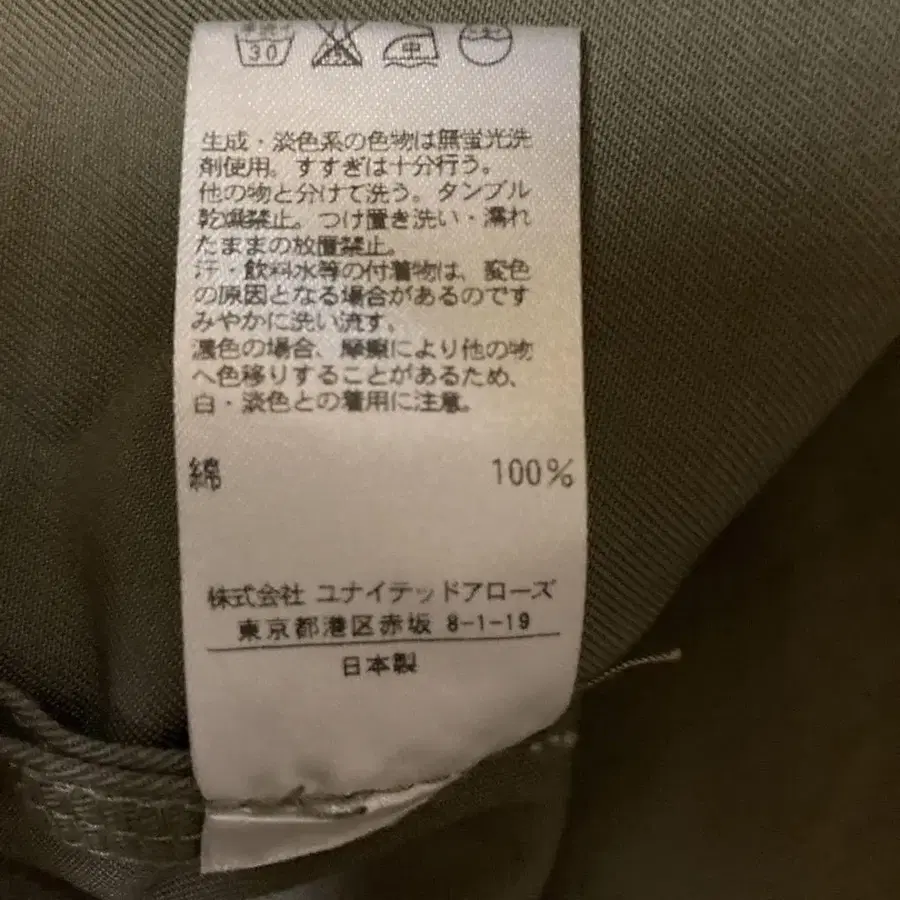 30
中
生成・淡色系の色物は無蛍光洗
剤使用。すすぎは十分行う。
他の物と分けて洗う。タンブル
乾燥禁止。つけ置き洗い・濡れ
たままの放置禁止。
汗・飲料水等の付着物は、変色
の原因となる場合があるのです
みやかに洗い流す。
濃色の場合、摩擦により他の物
へ色移りすることがあるため、
白・淡色との着用に注意。
綿 100%
株式会社 ユナイテッドアローズ
東京都港区赤坂 8-1-19
日本製